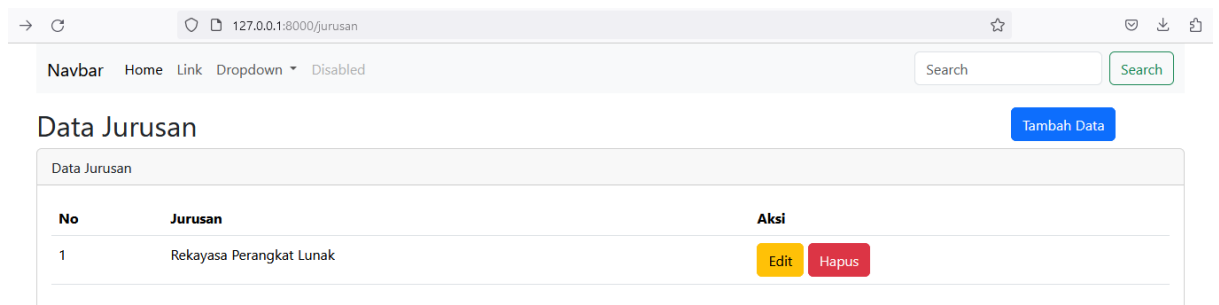 127.0.0.1:8000/jurusan
Navbar Home Link Dropdown Disabled Search Search
Data Jurusan Tambah Data
Data Jurusan
No Jurusan Aksi
1 Rekayasa Perangkat Lunak Edit Hapus